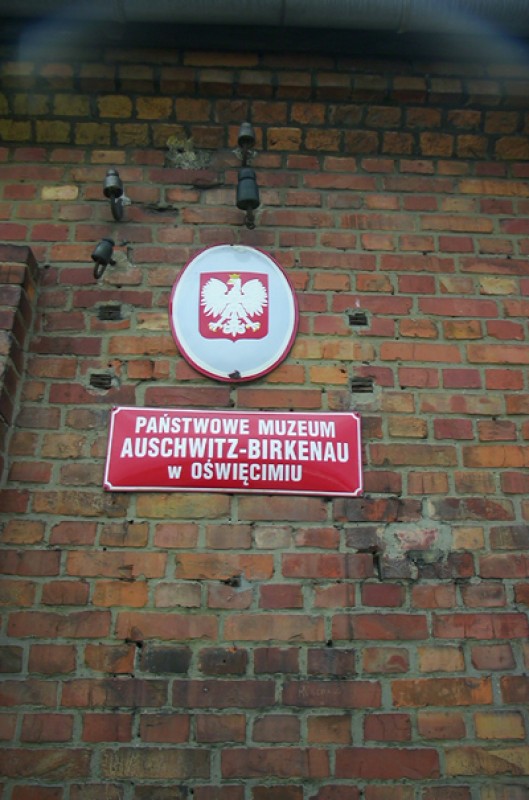 PAŃSTWOWE MUZEUM
AUSCHWITZ-BIRKENAU
w OŚWIĘCIMIU